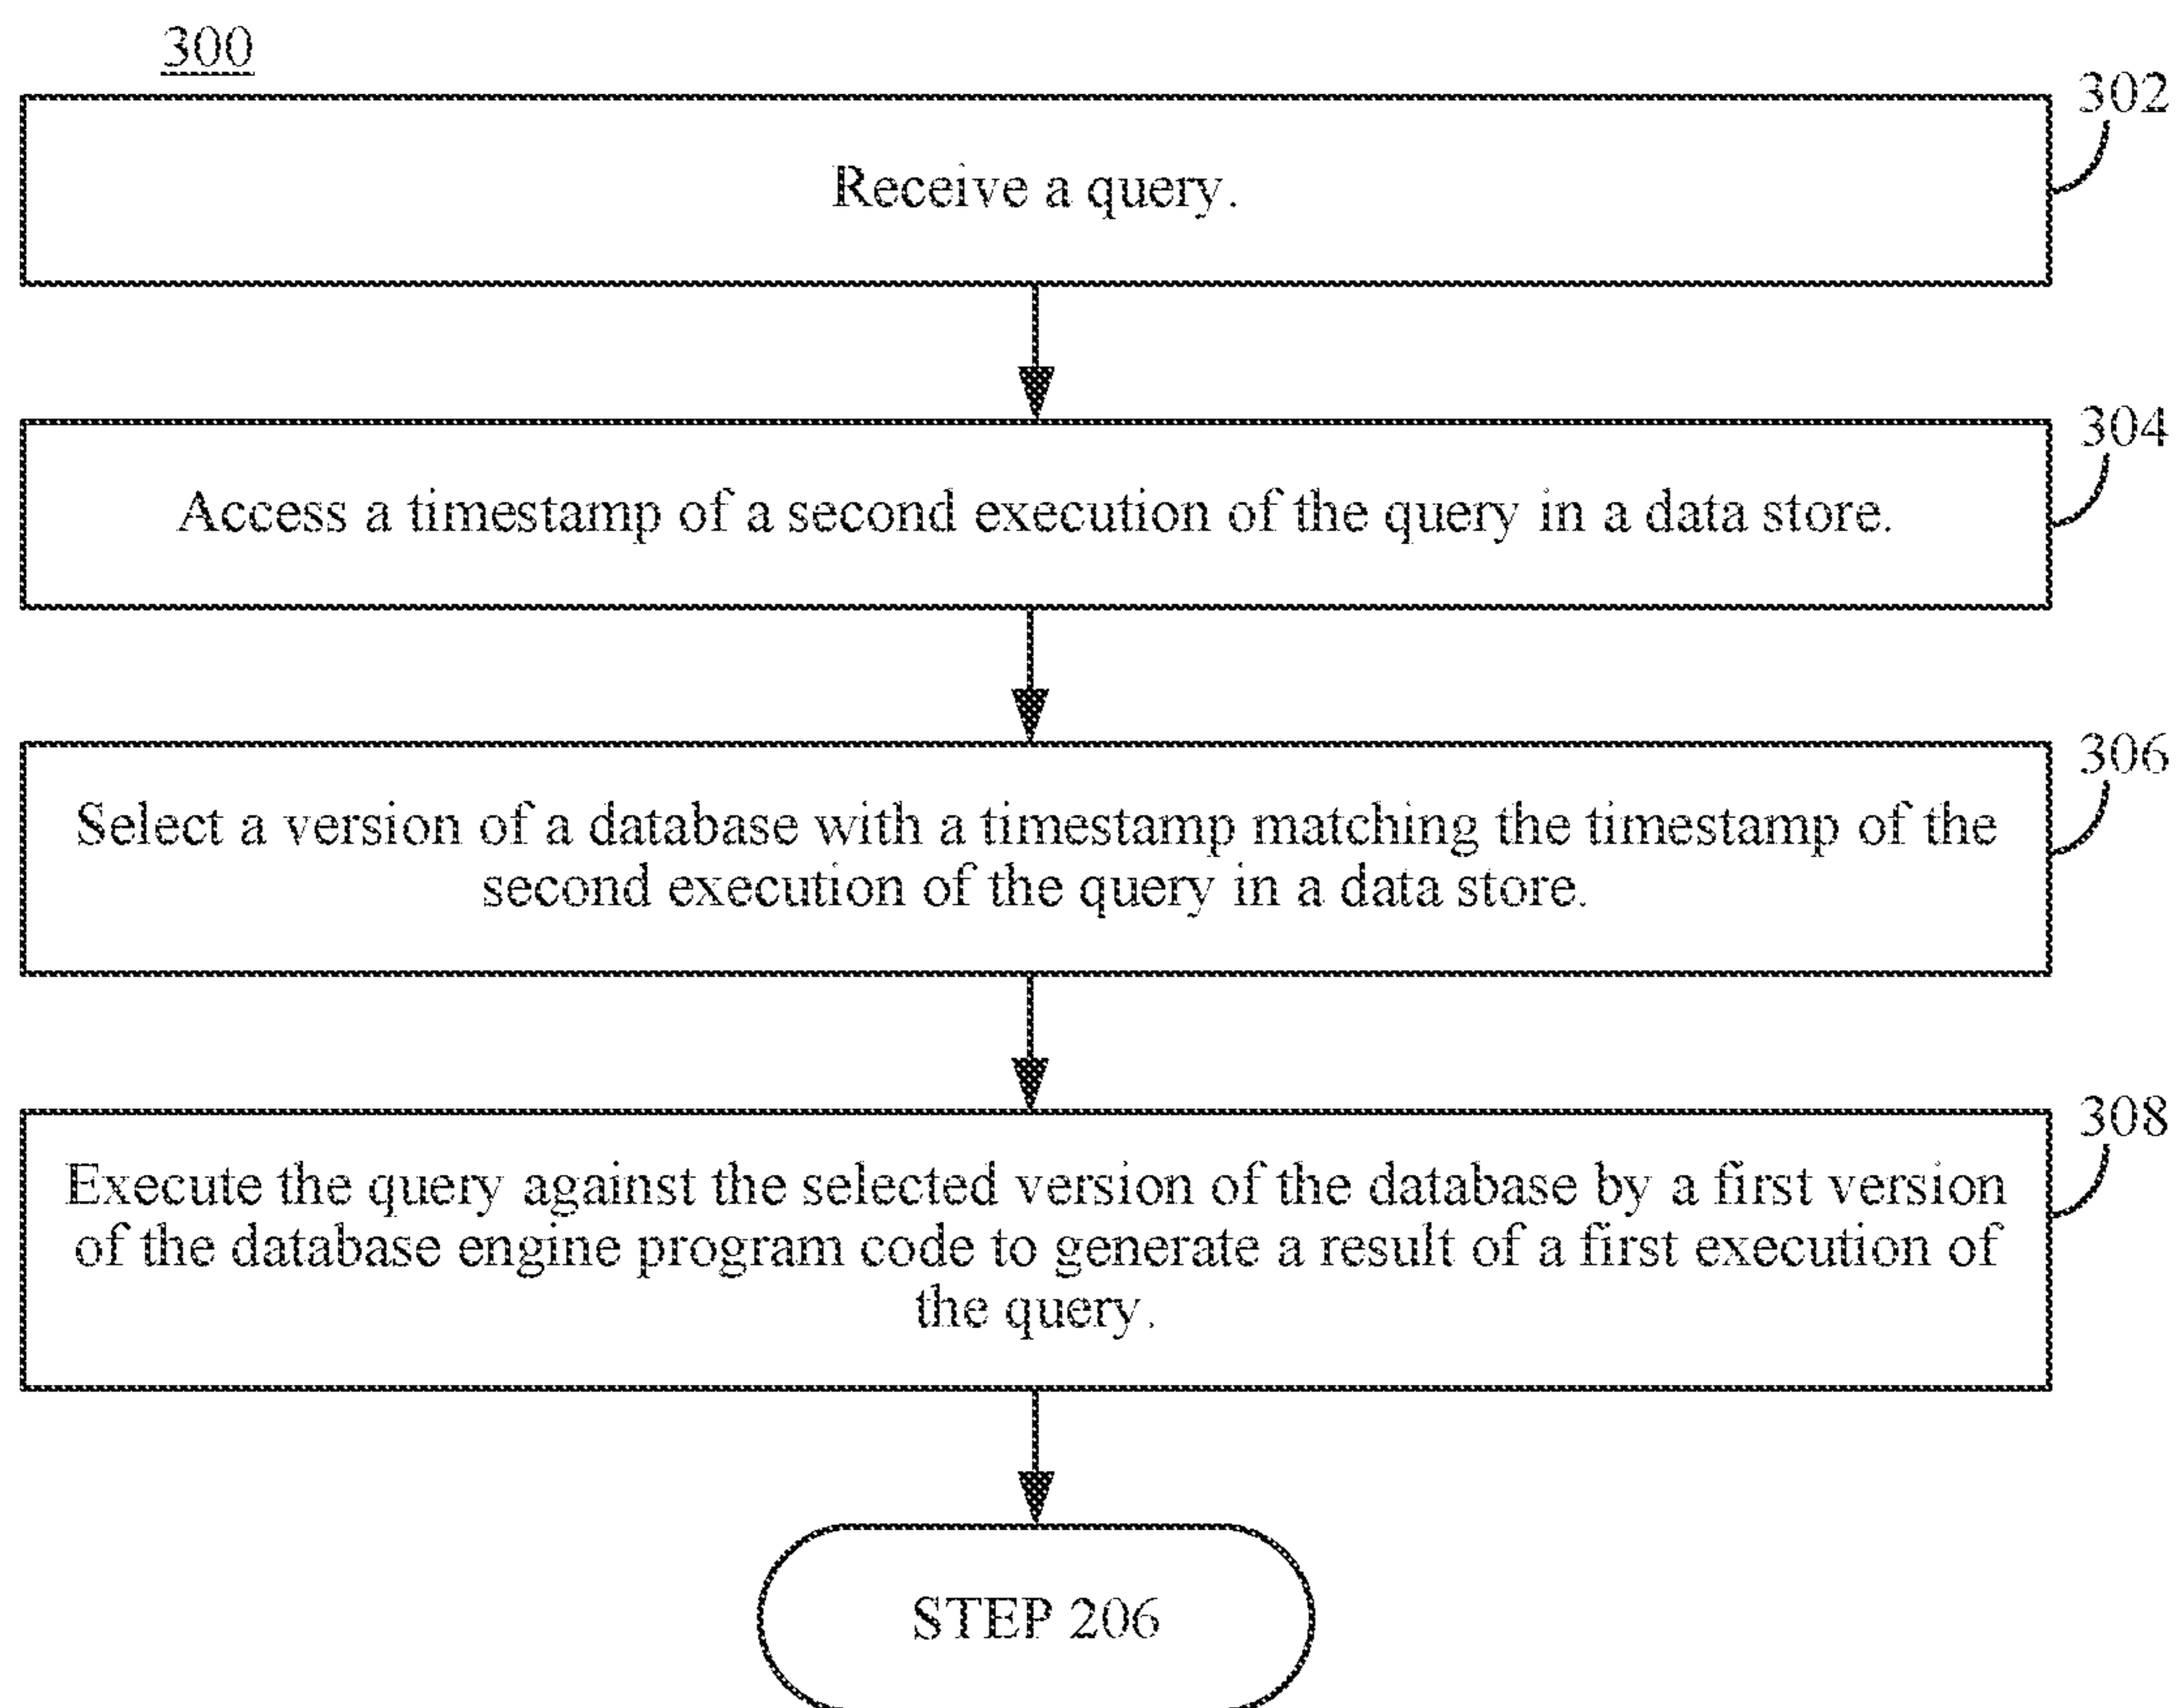 300
302
Receive a query.
304
Access a timestamp of a second execution of the query in a data store.
306
Select a version of a database with a timestamp matching the timestamp of the
second execution of the query in a data store.
308
Execute the query against the selected version of the database by a first version
of the database engine program code to generate a result of a first execution of
the query.
STEP 206